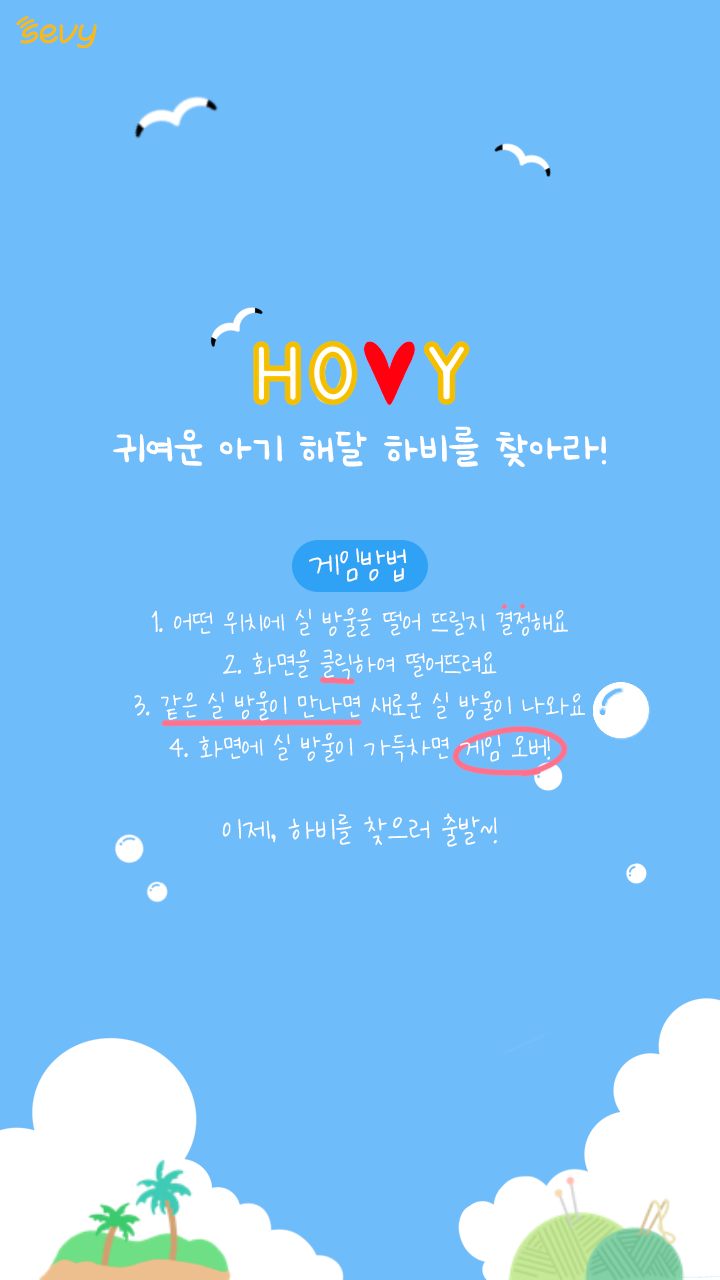 Sevy
HOVY
귀여운 아기 해달 하비를 찾아라!
게임방법
1. 어떤 위치에 실 방울을 떨어 뜨릴지 결정해요
2. 화면을 클릭하여 떨어뜨려요
3. 같은 실 방울이 만나면 새로운 실 방울이 나와요
4. 화면에 실 방울이 가득차면 게임 오버!
이제, 하비를 찾으러 출발~!